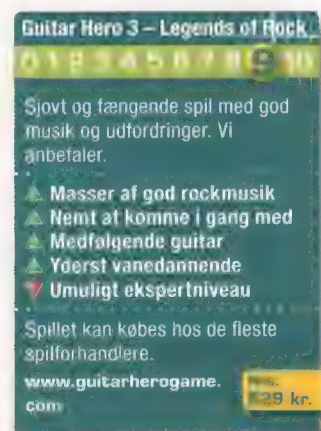 Guitar Hero 3 – Legends of Rock
0 1 2 3 4 5 6 7 8 9 10
Sjovt og fængende spil med god
musik og udfordringer. Vi
anbefaler.
Masser af god rockmusik
Nemt at komme i gang med
Medfølgende guitar
Yderst vanedannende
Umuligt ekspertniveau
Spillet kan købes hos de fleste
spilforhandlere.
www.guitarherogame.
com
kr.